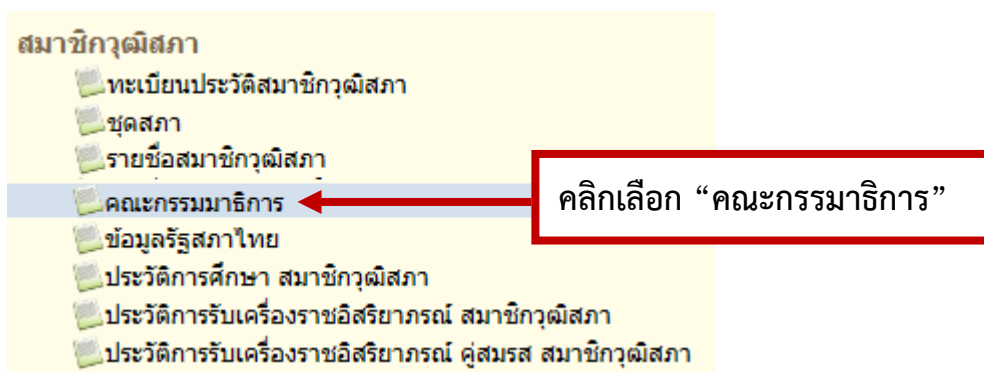 สมาชิกวุฒิสภา
ทะเบียนประวัติสมาชิกวุฒิสภา
ชุดสภา
รายชื่อสมาชิกวุฒิสภา
คณะกรรมมาธิการ
คลิกเลือก “คณะกรรมาธิการ”
ข้อมูลรัฐสภาไทย
ประวัติการศึกษา สมาชิกวุฒิสภา
ประวัติการรับเครื่องราชอิสริยาภรณ์ สมาชิกวุฒิสภา
ประวัติการรับเครื่องราชอิสริยาภรณ์ คู่สมรส สมาชิกวุฒิสภา